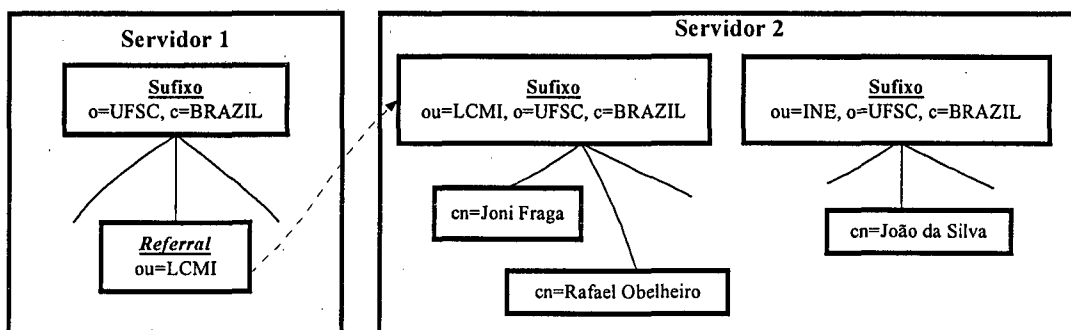 Servidor 1
Sufixo
o=UFSC, c=BRAZIL
Referral
ou=LCMI
Servidor 2
Sufixo
ou=LCMI, o=UFSC, c=BRAZIL
cn=Joni Fraga
cn=Rafael Obelheiro
Sufixo
ou=INE, o=UFSC, c=BRAZIL
cn=João da Silva